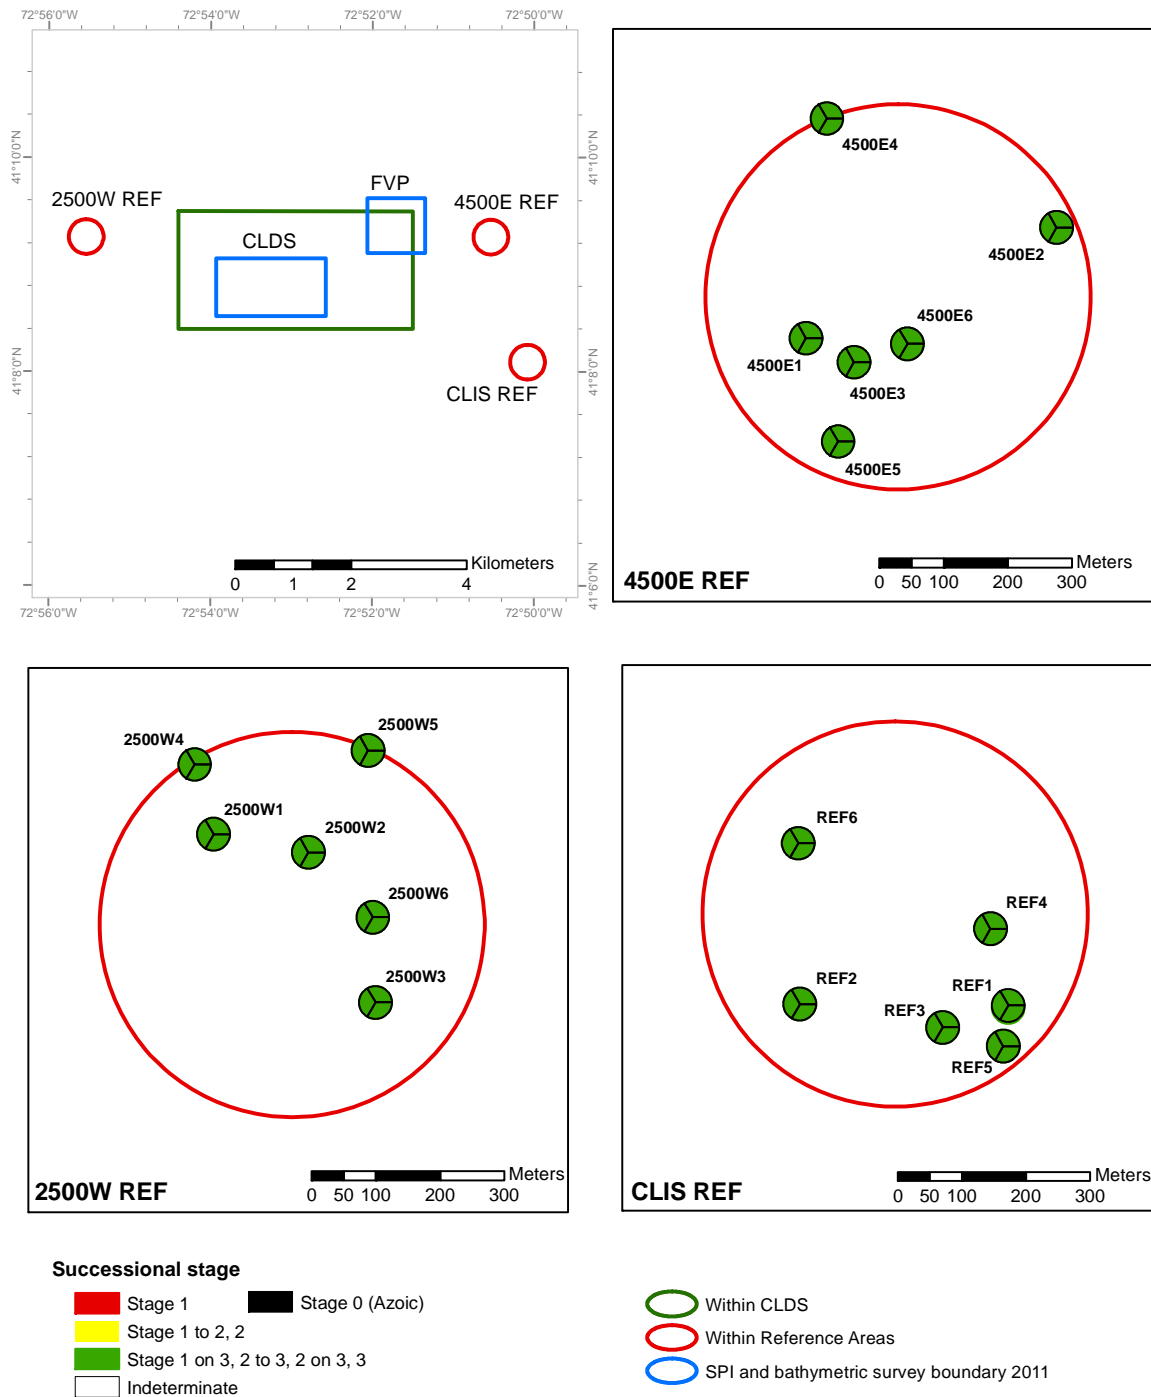 72°56'0"W 72°54'0"W 72°52'0"W 72°50'0"W
41°10'0"N 41°10'0"N
FVP
2500W REF 4500E REF
CLDS
41°8'0"N 41°8'0"N
CLIS REF
Kilometers
0 1 2 4
41°6'0"N
72°56'0"W 72°54'0"W 72°52'0"W 72°50'0"W
4500E4
4500E2
4500E6
4500E1
4500E3
4500E5
Meters
0 50 100 200 300
4500E REF
2500W5
2500W4
2500W1
2500W2
2500W6
2500W3
Meters
0 50 100 200 300
2500W REF
REF6
REF4
REF2 REF1
REF3
REF5
Meters
0 50 100 200 300
CLIS REF
Successional stage
Stage 1 Stage 0 (Azoic)
Stage 1 to 2, 2
Stage 1 on 3, 2 to 3, 2 on 3, 3
Indeterminate
Within CLDS
Within Reference Areas
SPI and bathymetric survey boundary 2011